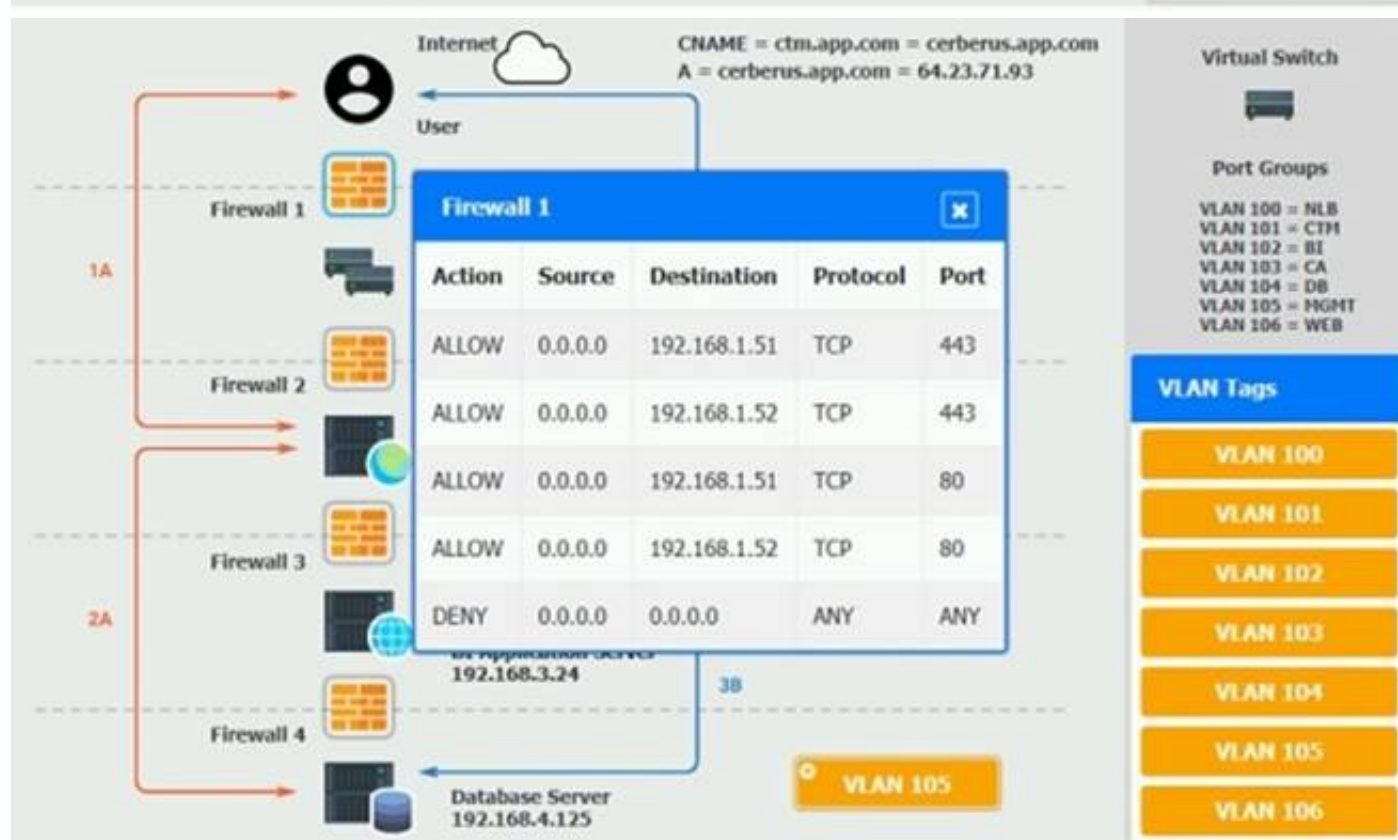 Internet
CNAME = ctm.app.com = cerberus.app.com
A = cerberus.app.com = 64.23.71.93
User
Firewall 1
1A
Firewall 2
Firewall 3
2A
Firewall 4
Firewall 1
Action Source Destination Protocol Port
ALLOW 0.0.0.0 192.168.1.51 TCP 443
ALLOW 0.0.0.0 192.168.1.52 TCP 443
ALLOW 0.0.0.0 192.168.1.51 TCP 80
ALLOW 0.0.0.0 192.168.1.52 TCP 80
DENY 0.0.0.0 0.0.0.0 ANY ANY
BI Application Server
192.168.3.24
3B
Database Server
192.168.4.125
VLAN 105
Virtual Switch
Port Groups
VLAN 100 = NLB
VLAN 101 = CTM
VLAN 102 = BI
VLAN 103 = CA
VLAN 104 = DB
VLAN 105 = MGMT
VLAN 106 = WEB
VLAN Tags
VLAN 100
VLAN 101
VLAN 102
VLAN 103
VLAN 104
VLAN 105
VLAN 106